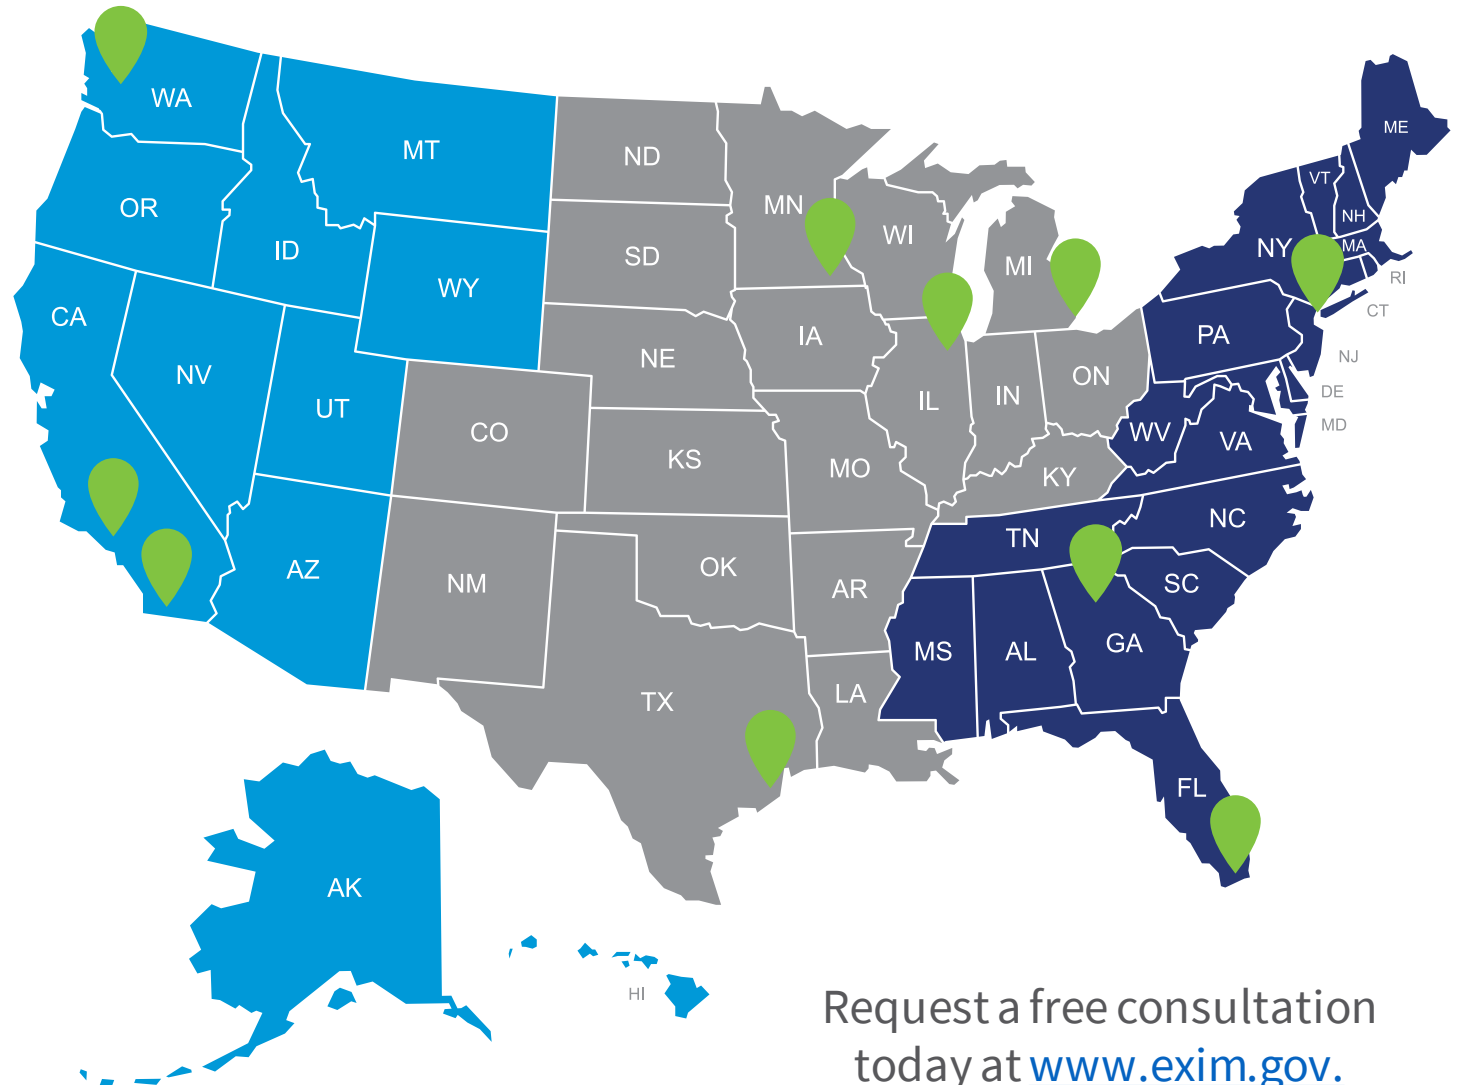 WA
MT
ND
MN
ME
VT
NH
OR
ID
WY
SD
WI
MI
NY
MA
RI
CT
CA
NV
UT
CO
NE
IA
IL
IN
ON
PA
NJ
DE
MD
KS
MO
KY
WV
VA
AZ
NM
OK
AR
TN
NC
SC
TX
LA
MS
AL
GA
FL
AK
HI
Request a free consultation
today at www.exim.gov.